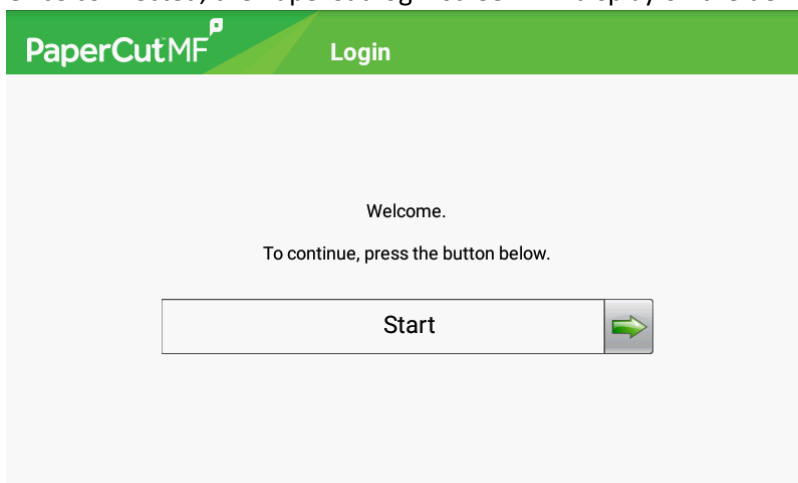 PaperCut MF
Login
Welcome.
To continue, press the button below.
Start